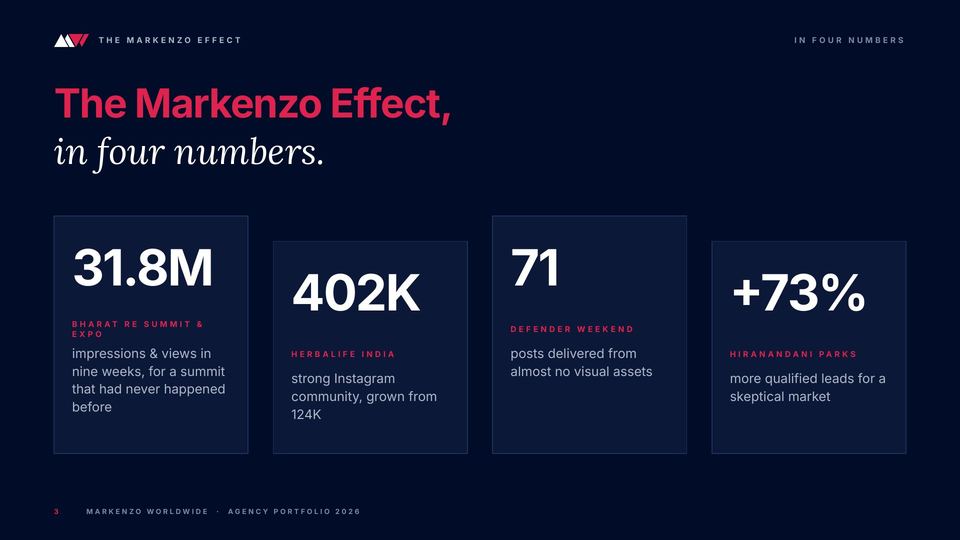 THE MARKENZO EFFECT
IN FOUR NUMBERS
The Markenzo Effect,
in four numbers.
31.8M
BHARAT RE SUMMIT &
EXPO
impressions & views in
nine weeks, for a summit
that had never happened
before
402K
HERBALIFE INDIA
strong Instagram
community, grown from
124K
71
DEFENDER WEEKEND
posts delivered from
almost no visual assets
+73%
HIRANANDANI PARKS
more qualified leads for a
skeptical market
3
MARKENZO WORLDWIDE · AGENCY PORTFOLIO 2026